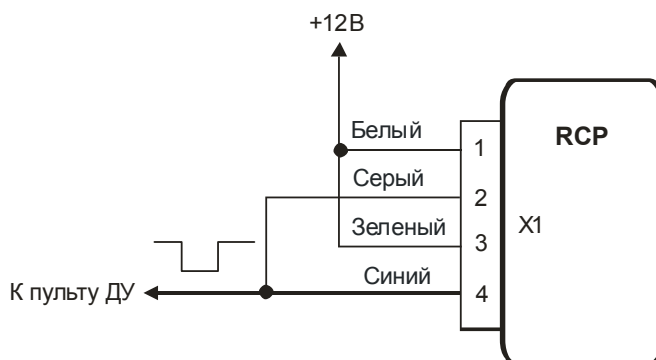 +12В
Белый
1
RCP
Серый
2
Зеленый
3
X1
Синий
4
К пульту ДУ